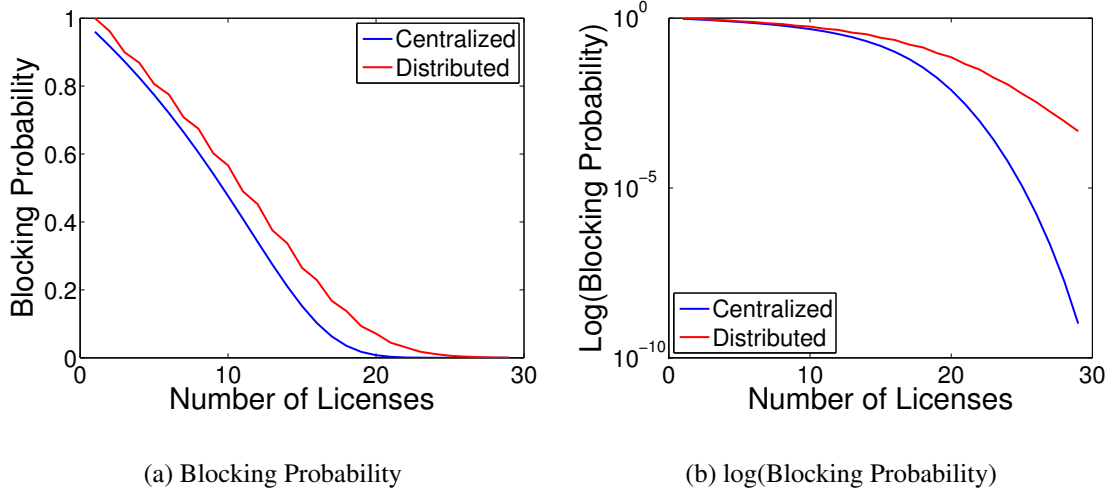 1
0.8
0.6
0.4
0.2
0
0
10
20
30
Blocking Probability
Number of Licenses
Centralized
Distributed
10^0
10^-5
10^-10
0
10
20
30
Log(Blocking Probability)
Number of Licenses
Centralized
Distributed
(a) Blocking Probability
(b) log(Blocking Probability)